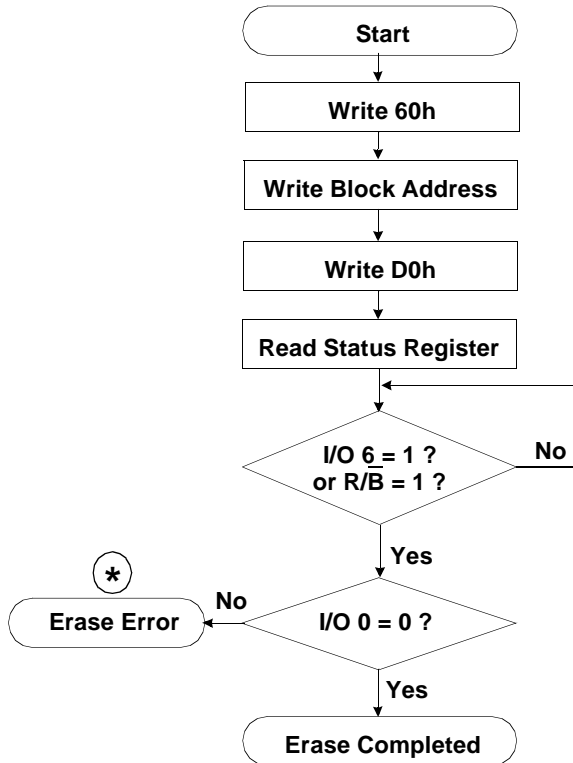 Start
Write 60h
Write Block Address
Write D0h
Read Status Register
I/O 6 = 1 ?
or R/B̅ = 1 ?
No
Yes
*
No
Erase Error
I/O 0 = 0 ?
Yes
Erase Completed